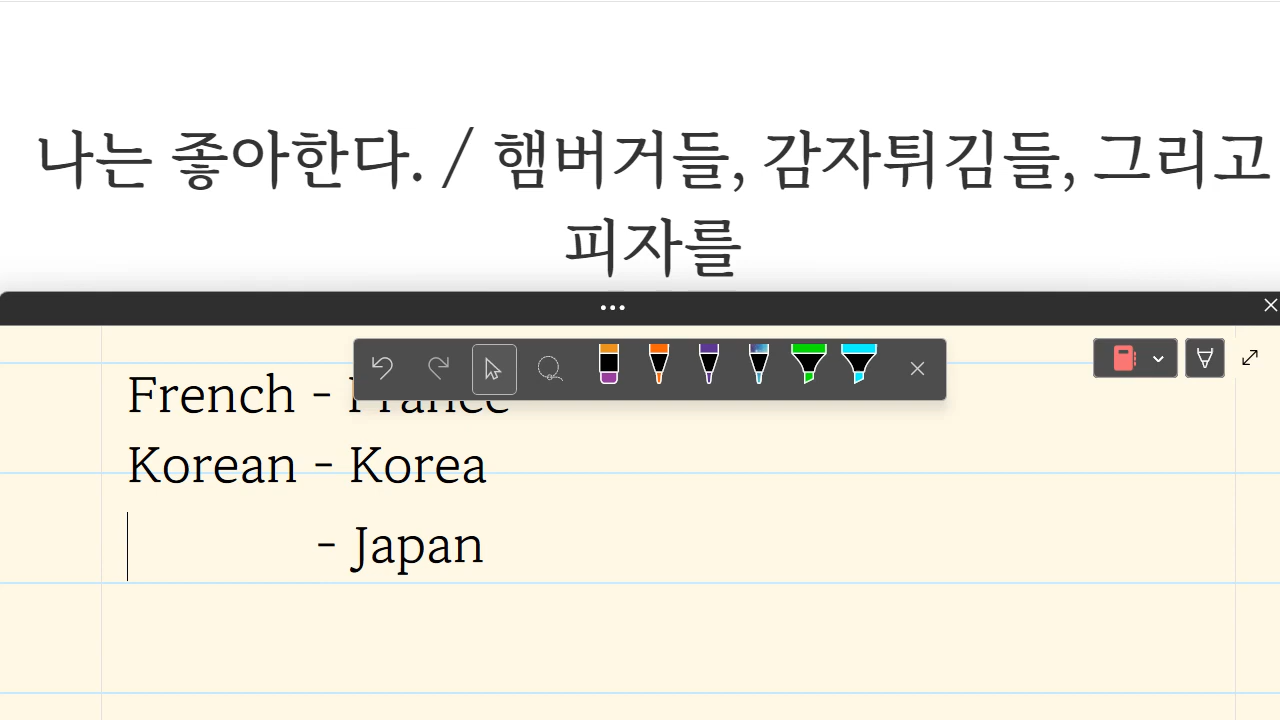 나는 좋아한다. / 햄버거들, 감자튀김들, 그리고
피자를
French - France
Korean - Korea
- Japan